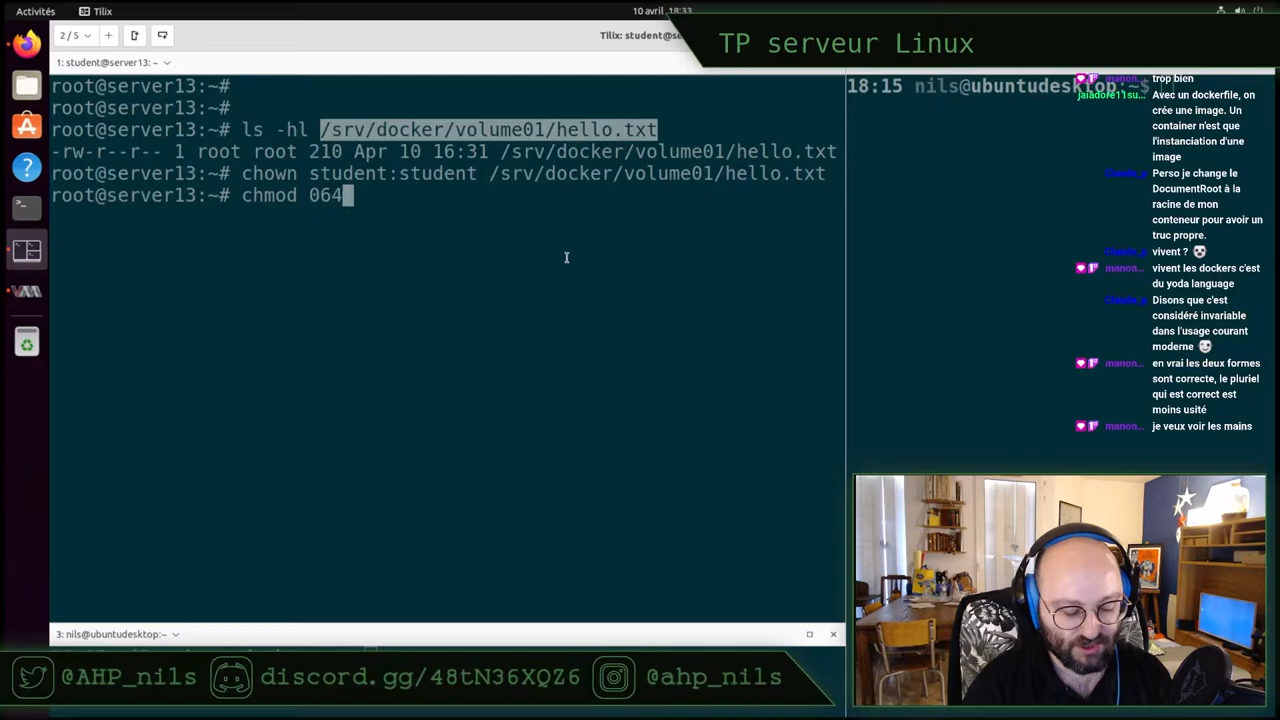 Activités
Tilix
10 avril 18:33
2 / 5
Tilix: student@se
TP serveur Linux
1: student@server13: ~
root@server13:~#
root@server13:~#
root@server13:~# ls -hl /srv/docker/volume01/hello.txt
-rw-r--r-- 1 root root 210 Apr 10 16:31 /srv/docker/volume01/hello.txt
root@server13:~# chown student:student /srv/docker/volume01/hello.txt
root@server13:~# chmod 064
18:15 nils@ubuntudesktop:~$
manon... trop bien
jaiadore11su... Avec un dockerfile, on
crée une image. Un
container n'est que
l'instanciation d'une
image
Perso je change le
DocumentRoot à la
racine de mon
conteneur pour avoir un
truc propre.
vivent ?
manon... vivent les dockers c'est
du yoda language
Disons que c'est
considéré invariable
dans l'usage courant
moderne
manon... en vrai les deux formes
sont correcte, le pluriel
qui est correct est
moins usité
manon... je veux voir les mains
3: nils@ubuntudesktop:~
@AHP_nils
discord.gg/48tN36XQZ6
@ahp_nils